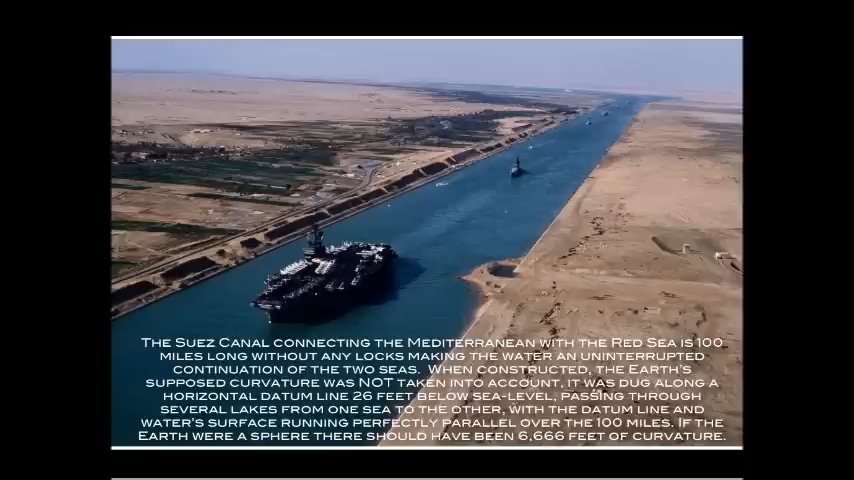 THE SUEZ CANAL CONNECTING THE MEDITERRANEAN WITH THE RED SEA IS 100
MILES LONG WITHOUT ANY LOCKS MAKING THE WATER AN UNINTERRUPTED
CONTINUATION OF THE TWO SEAS. WHEN CONSTRUCTED, THE EARTH'S
SUPPOSED CURVATURE WAS NOT TAKEN INTO ACCOUNT, IT WAS DUG ALONG A
HORIZONTAL DATUM LINE 26 FEET BELOW SEA-LEVEL, PASSING THROUGH
SEVERAL LAKES FROM ONE SEA TO THE OTHER, WITH THE DATUM LINE AND
WATER'S SURFACE RUNNING PERFECTLY PARALLEL OVER THE 100 MILES. IF THE
EARTH WERE A SPHERE THERE SHOULD HAVE BEEN 6,666 FEET OF CURVATURE.